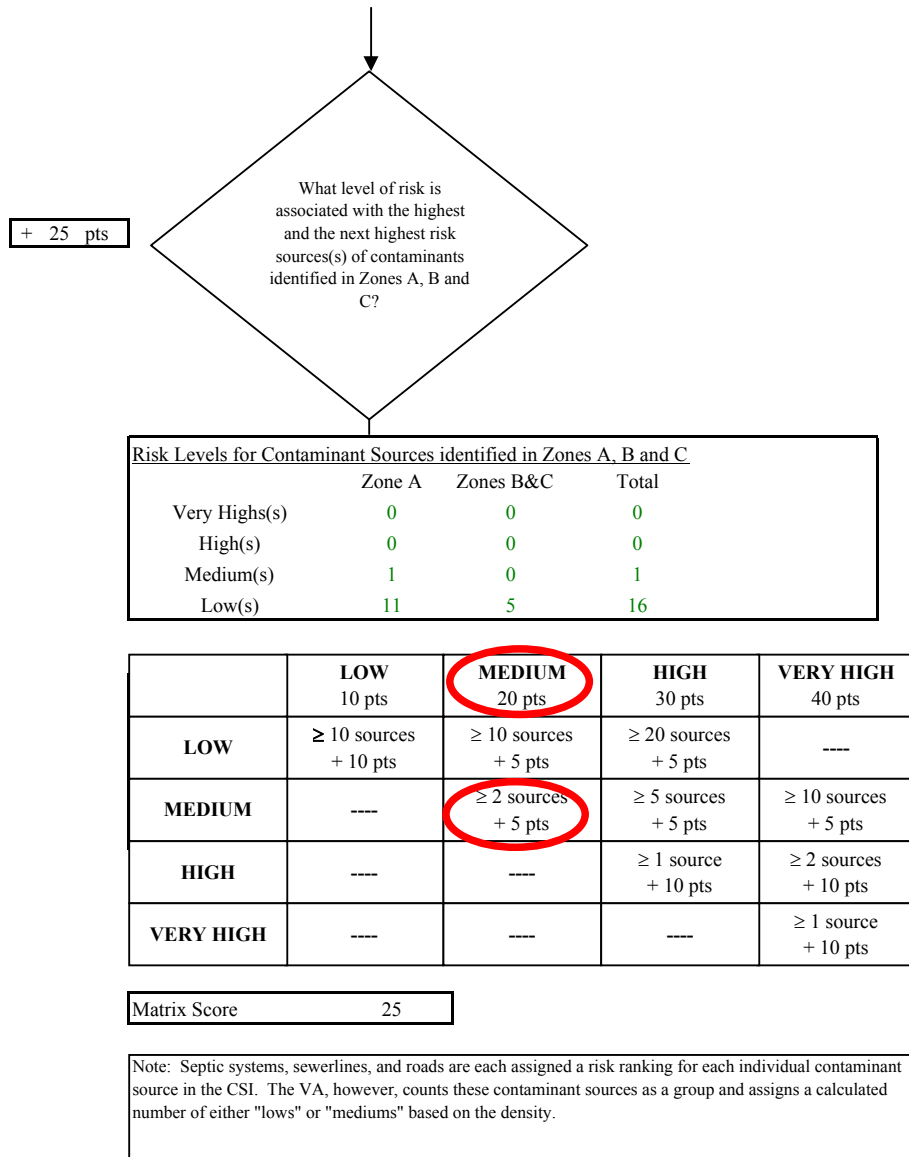 What level of risk is
associated with the highest
and the next highest risk
sources(s) of contaminants
identified in Zones A, B and
C?
+ 25 pts
Risk Levels for Contaminant Sources identified in Zones A, B and C
Zone A Zones B&C Total
Very Highs(s) 0 0 0
High(s) 0 0 0
Medium(s) 1 0 1
Low(s) 11 5 16
LOW MEDIUM HIGH VERY HIGH
10 pts 20 pts 30 pts 40 pts
LOW ≥ 10 sources ≥ 10 sources ≥ 20 sources ----
+ 10 pts + 5 pts + 5 pts
MEDIUM ---- ≥ 2 sources ≥ 5 sources ≥ 10 sources
+ 5 pts + 5 pts + 5 pts
HIGH ---- ---- ≥ 1 source ≥ 2 sources
+ 10 pts + 10 pts
VERY HIGH ---- ---- ---- ≥ 1 source
+ 10 pts
Matrix Score 25
Note: Septic systems, sewerlines, and roads are each assigned a risk ranking for each individual contaminant
source in the CSI. The VA, however, counts these contaminant sources as a group and assigns a calculated
number of either "lows" or "mediums" based on the density.